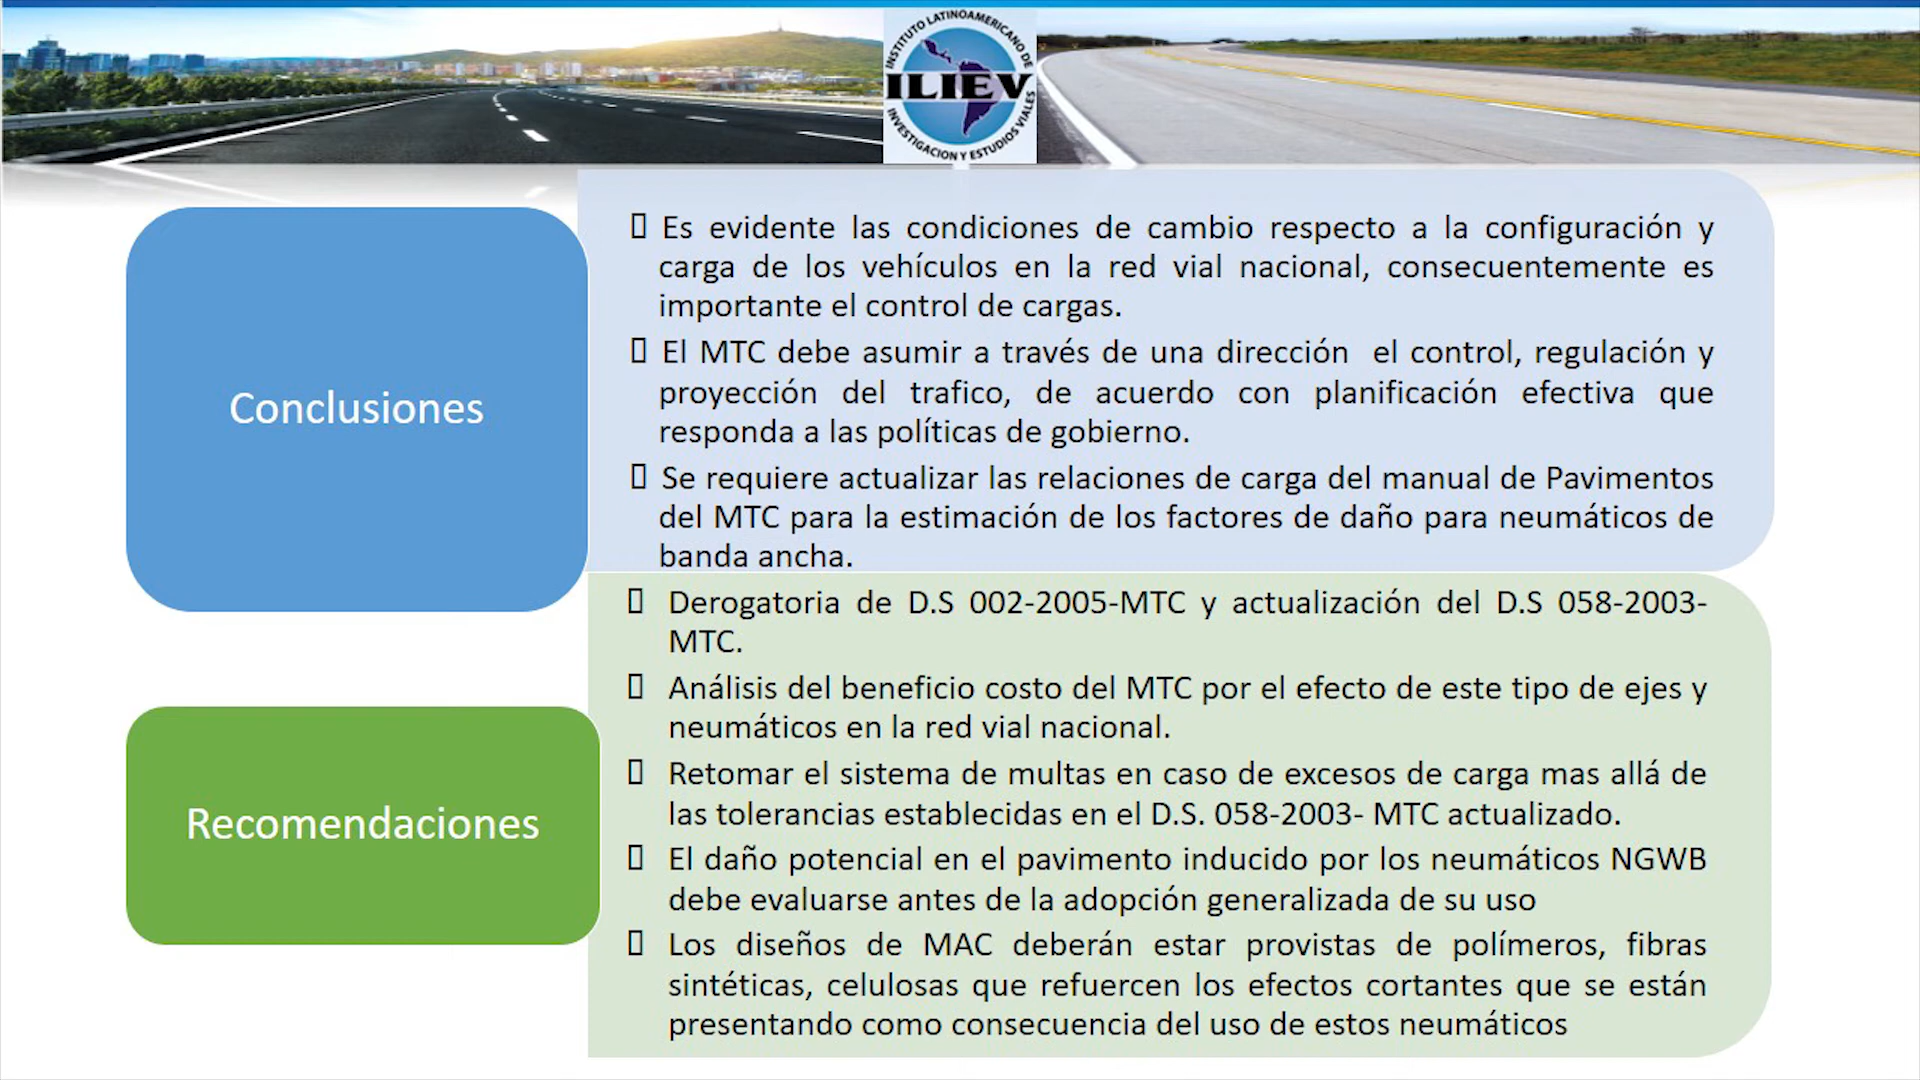 INSTITUTO LATINOAMERICANO DE
ILIEV
INVESTIGACION Y ESTUDIOS VIALES
Conclusiones
Es evidente las condiciones de cambio respecto a la configuración y
carga de los vehículos en la red vial nacional, consecuentemente es
importante el control de cargas.
El MTC debe asumir a través de una dirección el control, regulación y
proyección del trafico, de acuerdo con planificación efectiva que
responda a las políticas de gobierno.
Se requiere actualizar las relaciones de carga del manual de Pavimentos
del MTC para la estimación de los factores de daño para neumáticos de
banda ancha.
Recomendaciones
Derogatoria de D.S 002-2005-MTC y actualización del D.S 058-2003-
MTC.
Análisis del beneficio costo del MTC por el efecto de este tipo de ejes y
neumáticos en la red vial nacional.
Retomar el sistema de multas en caso de excesos de carga mas allá de
las tolerancias establecidas en el D.S. 058-2003- MTC actualizado.
El daño potencial en el pavimento inducido por los neumáticos NGWB
debe evaluarse antes de la adopción generalizada de su uso
Los diseños de MAC deberán estar provistas de polímeros, fibras
sintéticas, celulosas que refuercen los efectos cortantes que se están
presentando como consecuencia del uso de estos neumáticos